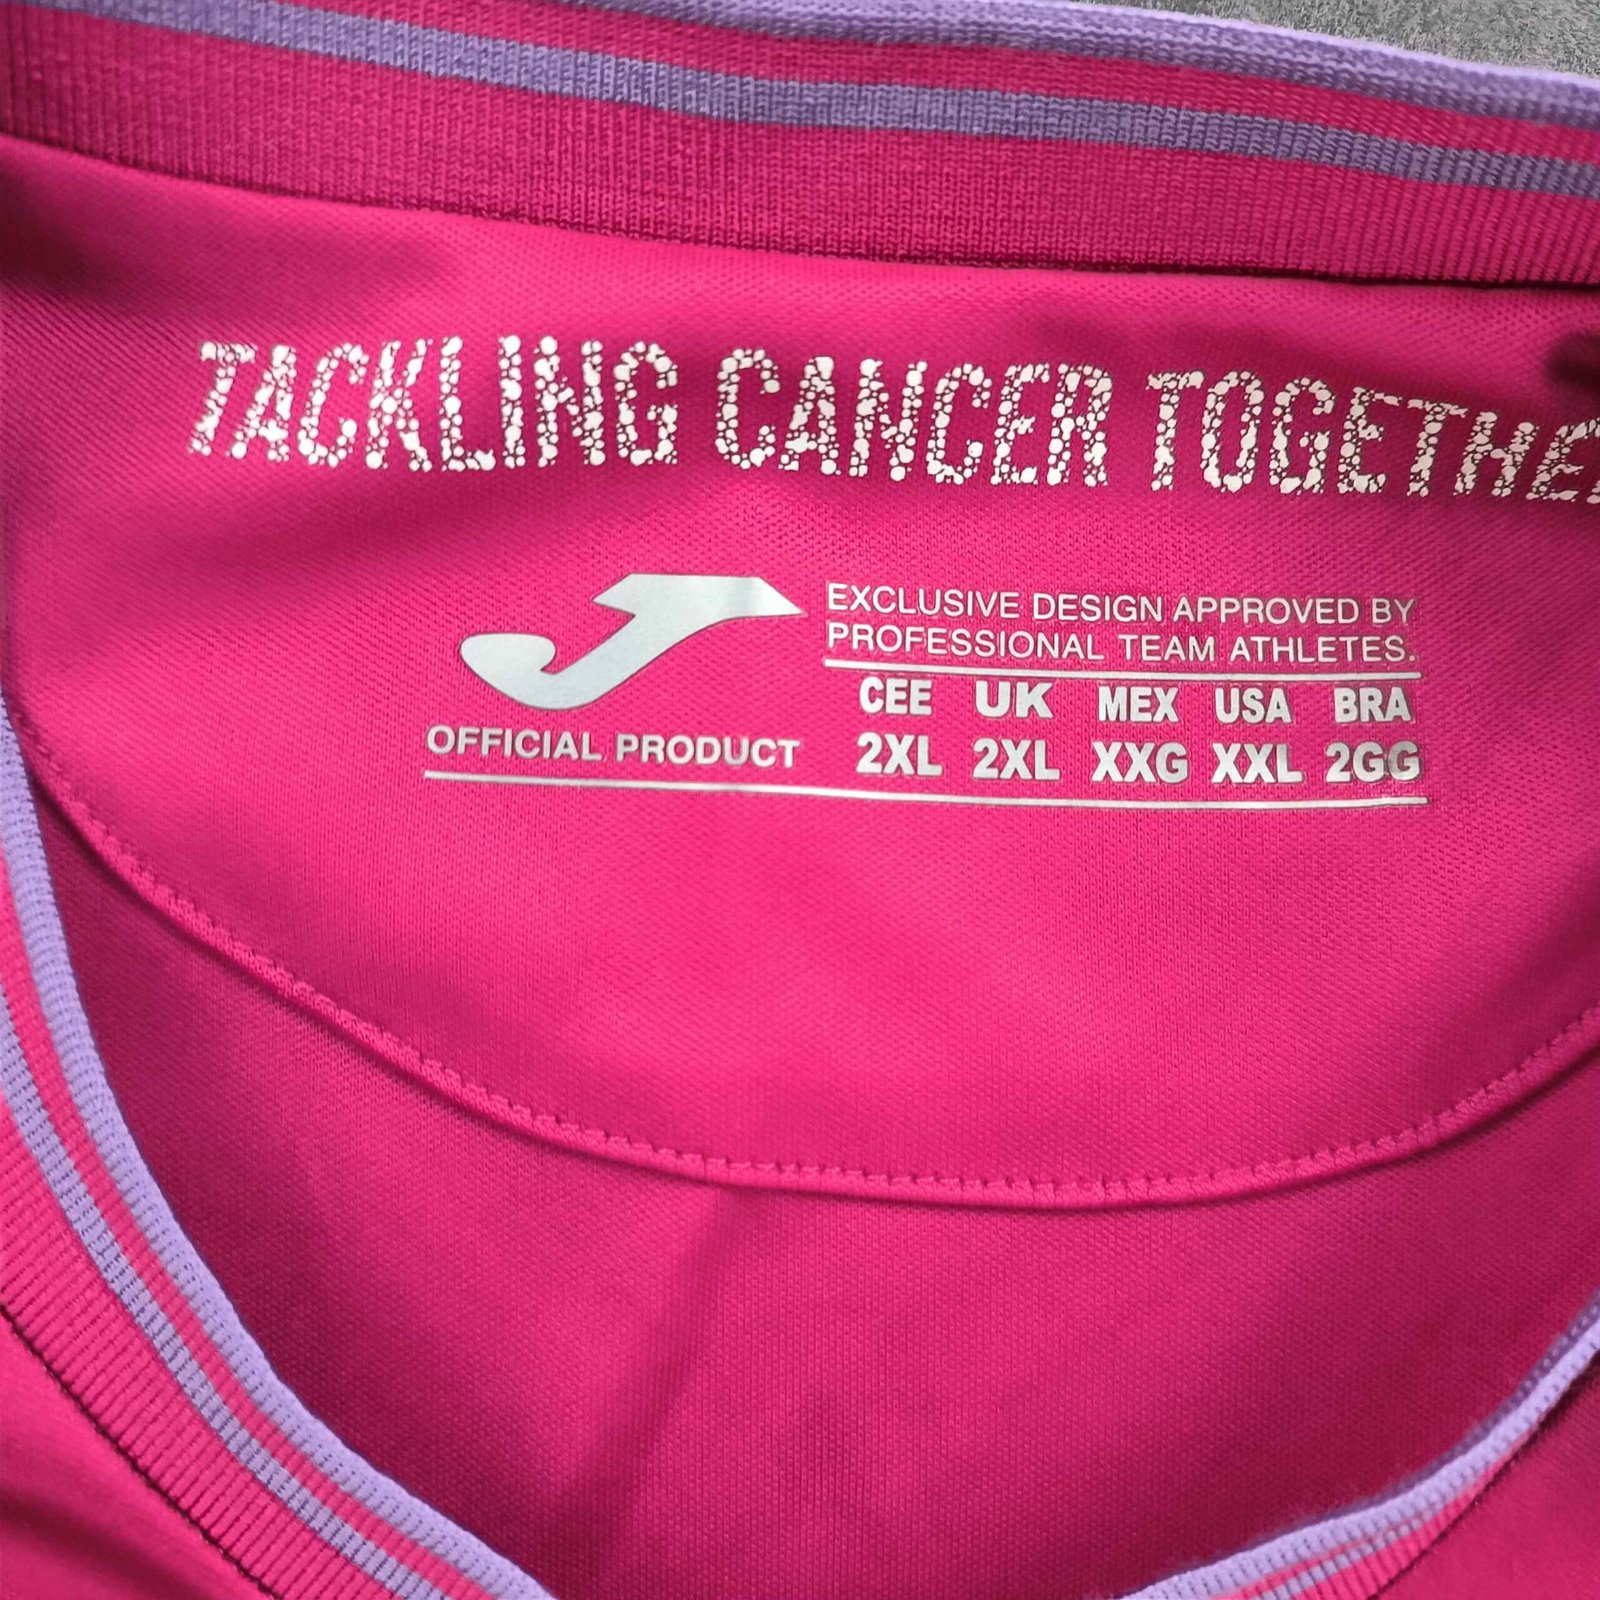 TACKLING CANCER TOGETHE
EXCLUSIVE DESIGN APPROVED BY
PROFESSIONAL TEAM ATHLETES.
CEE UK MEX USA BRA
2XL 2XL XXG XXL 2GG
OFFICIAL PRODUCT